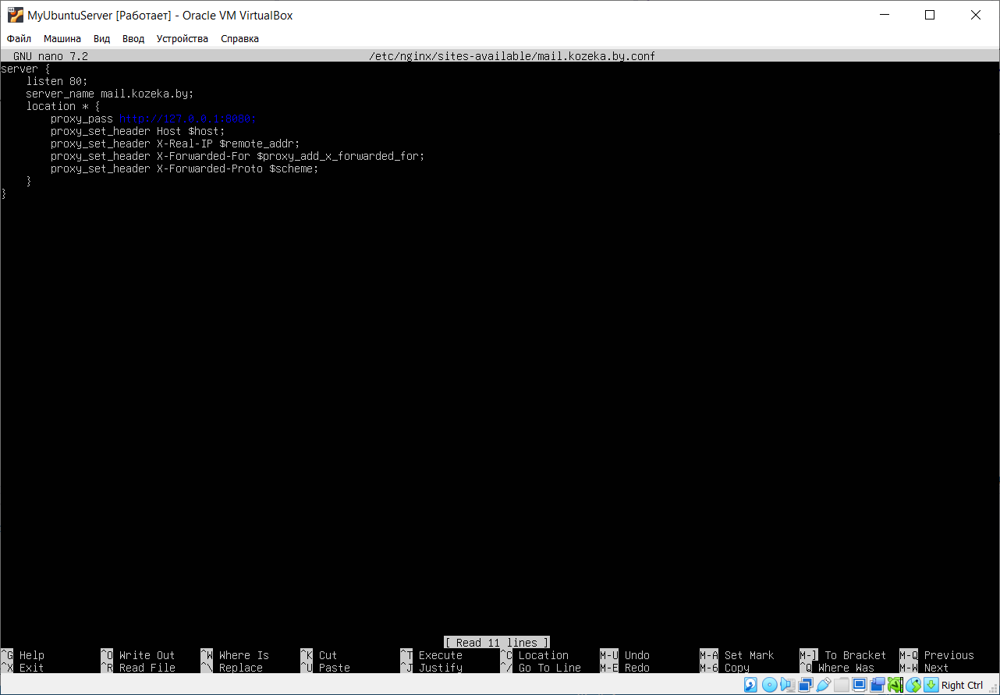 MyUbuntuServer [Работает] - Oracle VM VirtualBox
Файл Машина Вид Ввод Устройства Справка
GNU nano 7.2 /etc/nginx/sites-available/mail.kozeka.by.conf
server {
    listen 80;
    server_name mail.kozeka.by;
    location * {
        proxy_pass http://127.0.0.1:8080;
        proxy_set_header Host $host;
        proxy_set_header X-Real-IP $remote_addr;
        proxy_set_header X-Forwarded-For $proxy_add_x_forwarded_for;
        proxy_set_header X-Forwarded-Proto $scheme;
    }
}
[ Read 11 lines ]
^G Help ^O Write Out ^W Where Is ^K Cut ^T Execute ^C Location M-U Undo M-A Set Mark M-] To Bracket M-Q Previous
^X Exit ^R Read File ^\ Replace ^U Paste ^J Justify ^/ Go To Line M-E Redo M-6 Copy ^Q Where Was M-W Next
Right Ctrl